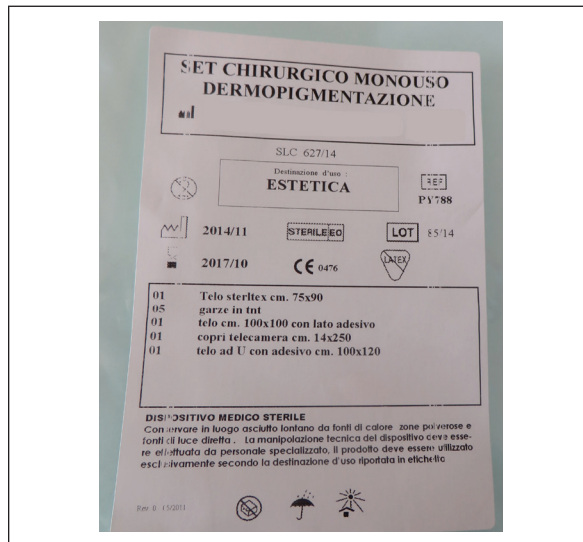 SET CHIRURGICO MONOUSO
DERMOPIGMENTAZIONE
SLC 627/14
Destinazione d'uso :
ESTETICA
REF
PY788
2014/11
STERILE EO
LOT 85/14
2017/10
CE 0476
LATEX
01 Telo steriltex cm. 75x90
05 garze in tnt
01 telo cm. 100x100 con lato adesivo
01 copri telecamera cm. 14x250
01 telo ad U con adesivo cm. 100x120
DISPOSITIVO MEDICO STERILE
Conservare in luogo asciutto lontano da fonti di calore zone polverose e
fonti di luce diretta . La manipolazione tecnica del dispositivo deve esse-
re effettuata da personale specializzato, il prodotto deve essere utilizzato
esclusivamente secondo la destinazione d'uso riportata in etichetta
Rev. 0